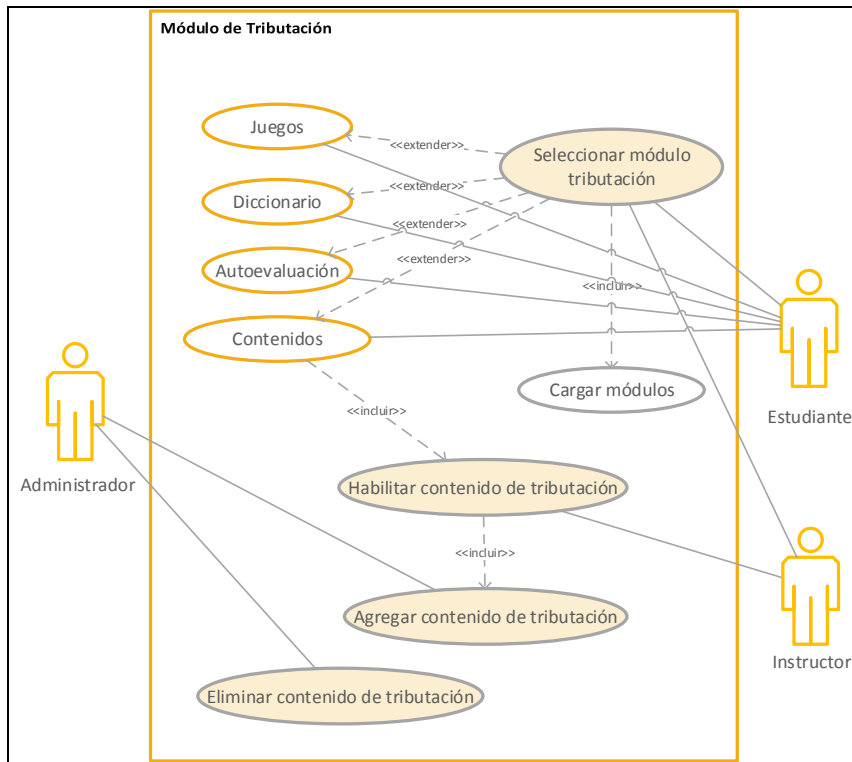 Módulo de Tributación
Juegos
<<extender>>
Seleccionar módulo
tributación
<<extender>>
Diccionario
<<extender>>
Autoevaluación
<<extender>>
<<incluir>>
Contenidos
Cargar módulos
Estudiante
<<incluir>>
Administrador
Habilitar contenido de tributación
<<incluir>>
Agregar contenido de tributación
Instructor
Eliminar contenido de tributación